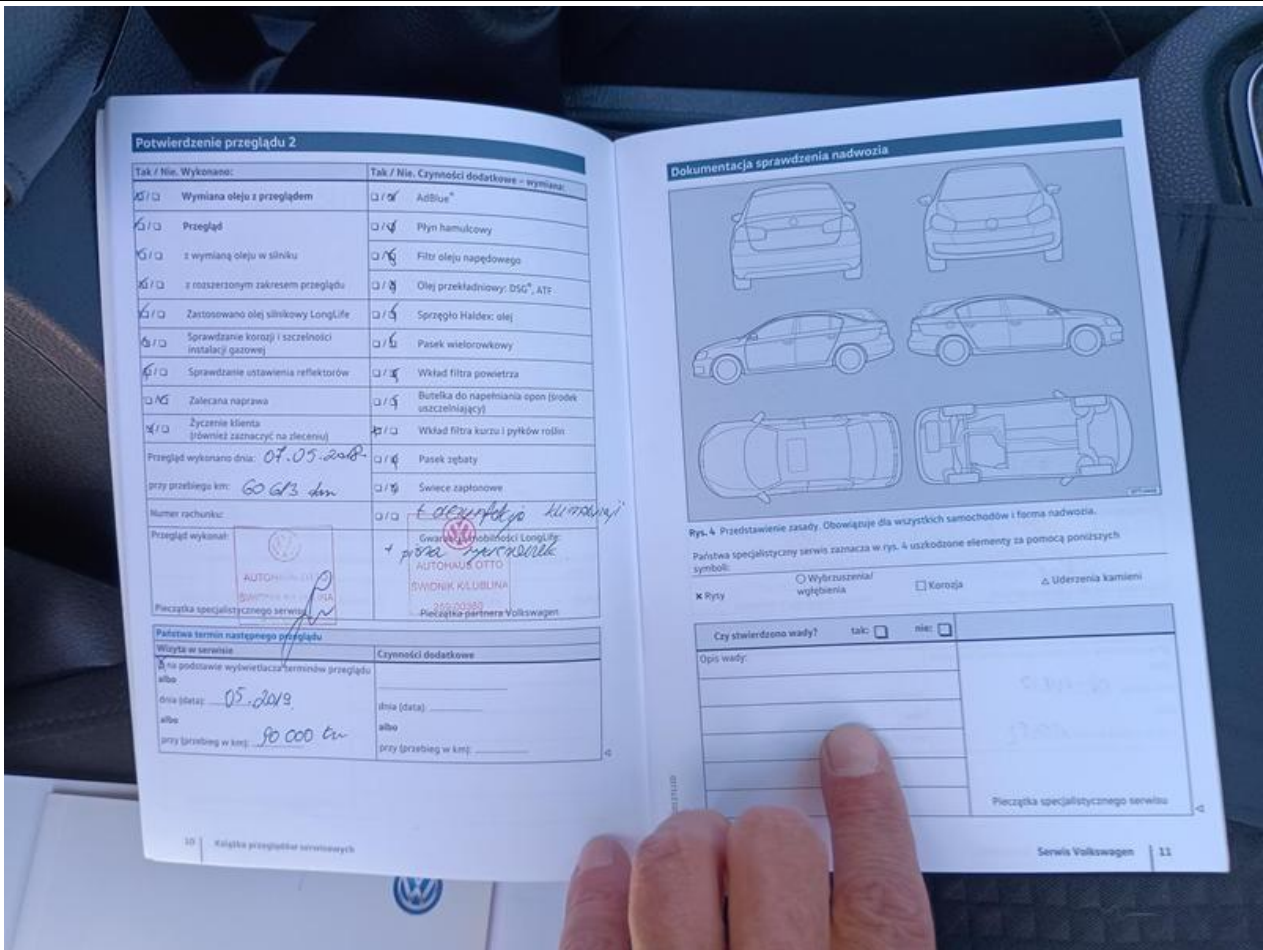 Potwierdzenie przeglądu 2
Tak / Nie. Wykonano:
Wymiana oleju z przeglądem
Przegląd
z wymianą oleju w silniku
z rozszerzonym zakresem przeglądu
Zastosowano olej silnikowy LongLife
Sprawdzanie korozji i szczelności
instalacji gazowej
Sprawdzanie ustawienia reflektorów
Zalecana naprawa
Życzenie klienta
(również zaznaczyć na zleceniu)
Przegląd wykonano dnia: 07.05.2018
przy przebiegu km: 60 613 km
Numer rachunku:
Przegląd wykonał:
Pieczątka specjalistycznego serwisu
Tak / Nie. Czynności dodatkowe – wymiana:
AdBlue®
Płyn hamulcowy
Filtr oleju napędowego
Olej przekładniowy: DSG®, ATF
Sprzęgło Haldex: olej
Pasek wielorowkowy
Wkład filtra powietrza
Butelka do napełniania opon (środek
uszczelniający)
Wkład filtra kurzu i pyłków roślin
Pasek zębaty
Świece zapłonowe
LongLife:
AUTOHAUS OTTO
ŚWIDNIK K/LUBLINA
Pieczątka partnera Volkswagen
Państwa termin następnego przeglądu
Wizyta w serwisie
na podstawie wyświetlacza terminów przeglądu
albo
dnia (data): 05.2019
albo
przy (przebieg w km): 90 000 km
Czynności dodatkowe
dnia (data)
albo
przy (przebieg w km):
10 | Książka przeglądów serwisowych
Dokumentacja sprawdzenia nadwozia
Rys. 4 Przedstawienie zasady. Obowiązuje dla wszystkich samochodów i forma nadwozia.
Państwa specjalistyczny serwis zaznacza w rys. 4 uszkodzone elementy za pomocą poniższych
symboli:
× Rysy
○ Wybrzuszenia/
wgłębienia
□ Korozja
△ Uderzenia kamieni
Czy stwierdzono wady? tak: □ nie: □
Opis wady:
Pieczątka specjalistycznego serwisu
Serwis Volkswagen | 11